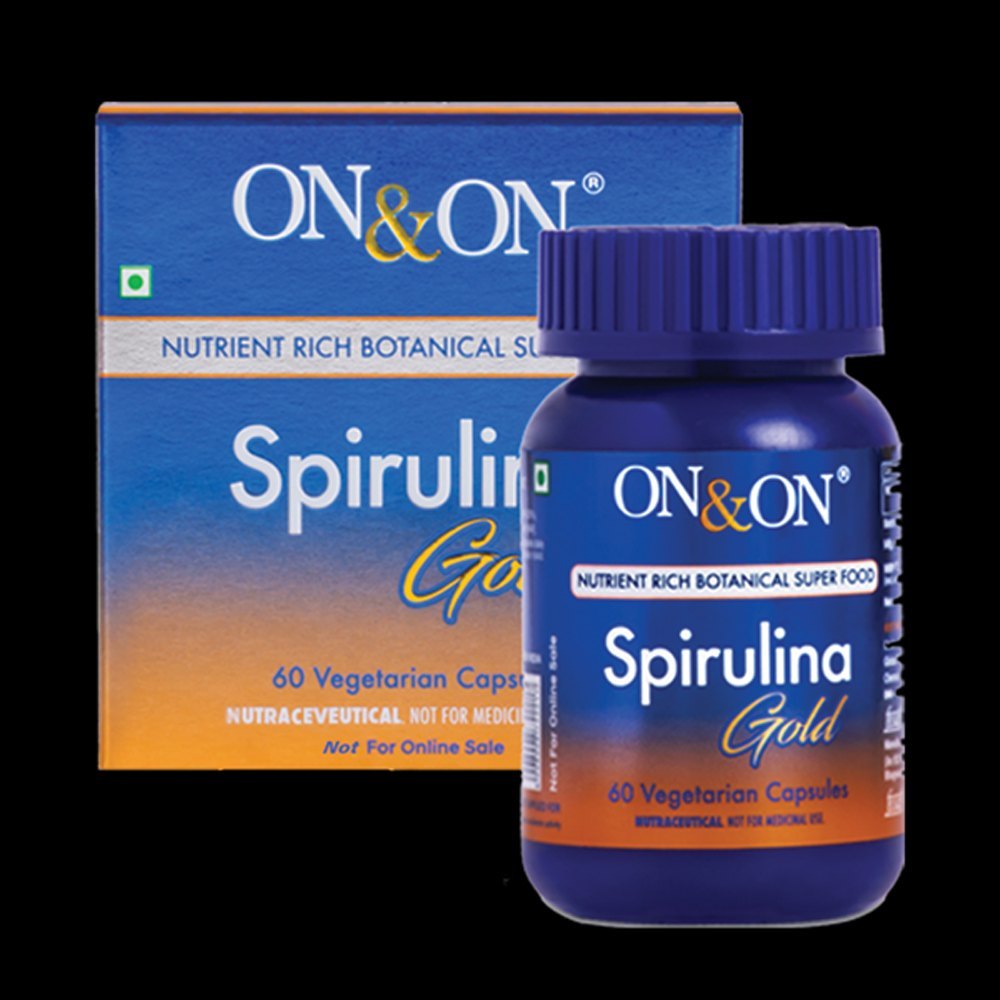 ON&ON®
NUTRIENT RICH BOTANICAL
Spirulin
Go
60 Vegetarian Caps
NUTRACEVEUTICAL. NOT FOR MEDICI
Not For Online Sale
ON&ON®
NUTRIENT RICH BOTANICAL SUPER FOOD
Spirulina
Gold
60 Vegetarian Capsules
NUTRACEUTICAL. NOT FOR MEDICINAL USE.
Not For Online Sale